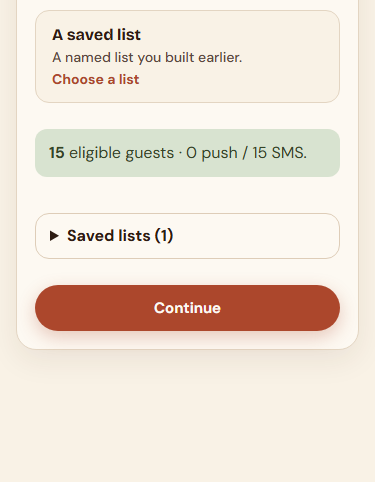 A saved list
A named list you built earlier.
Choose a list
15 eligible guests · 0 push / 15 SMS.
Saved lists (1)
Continue